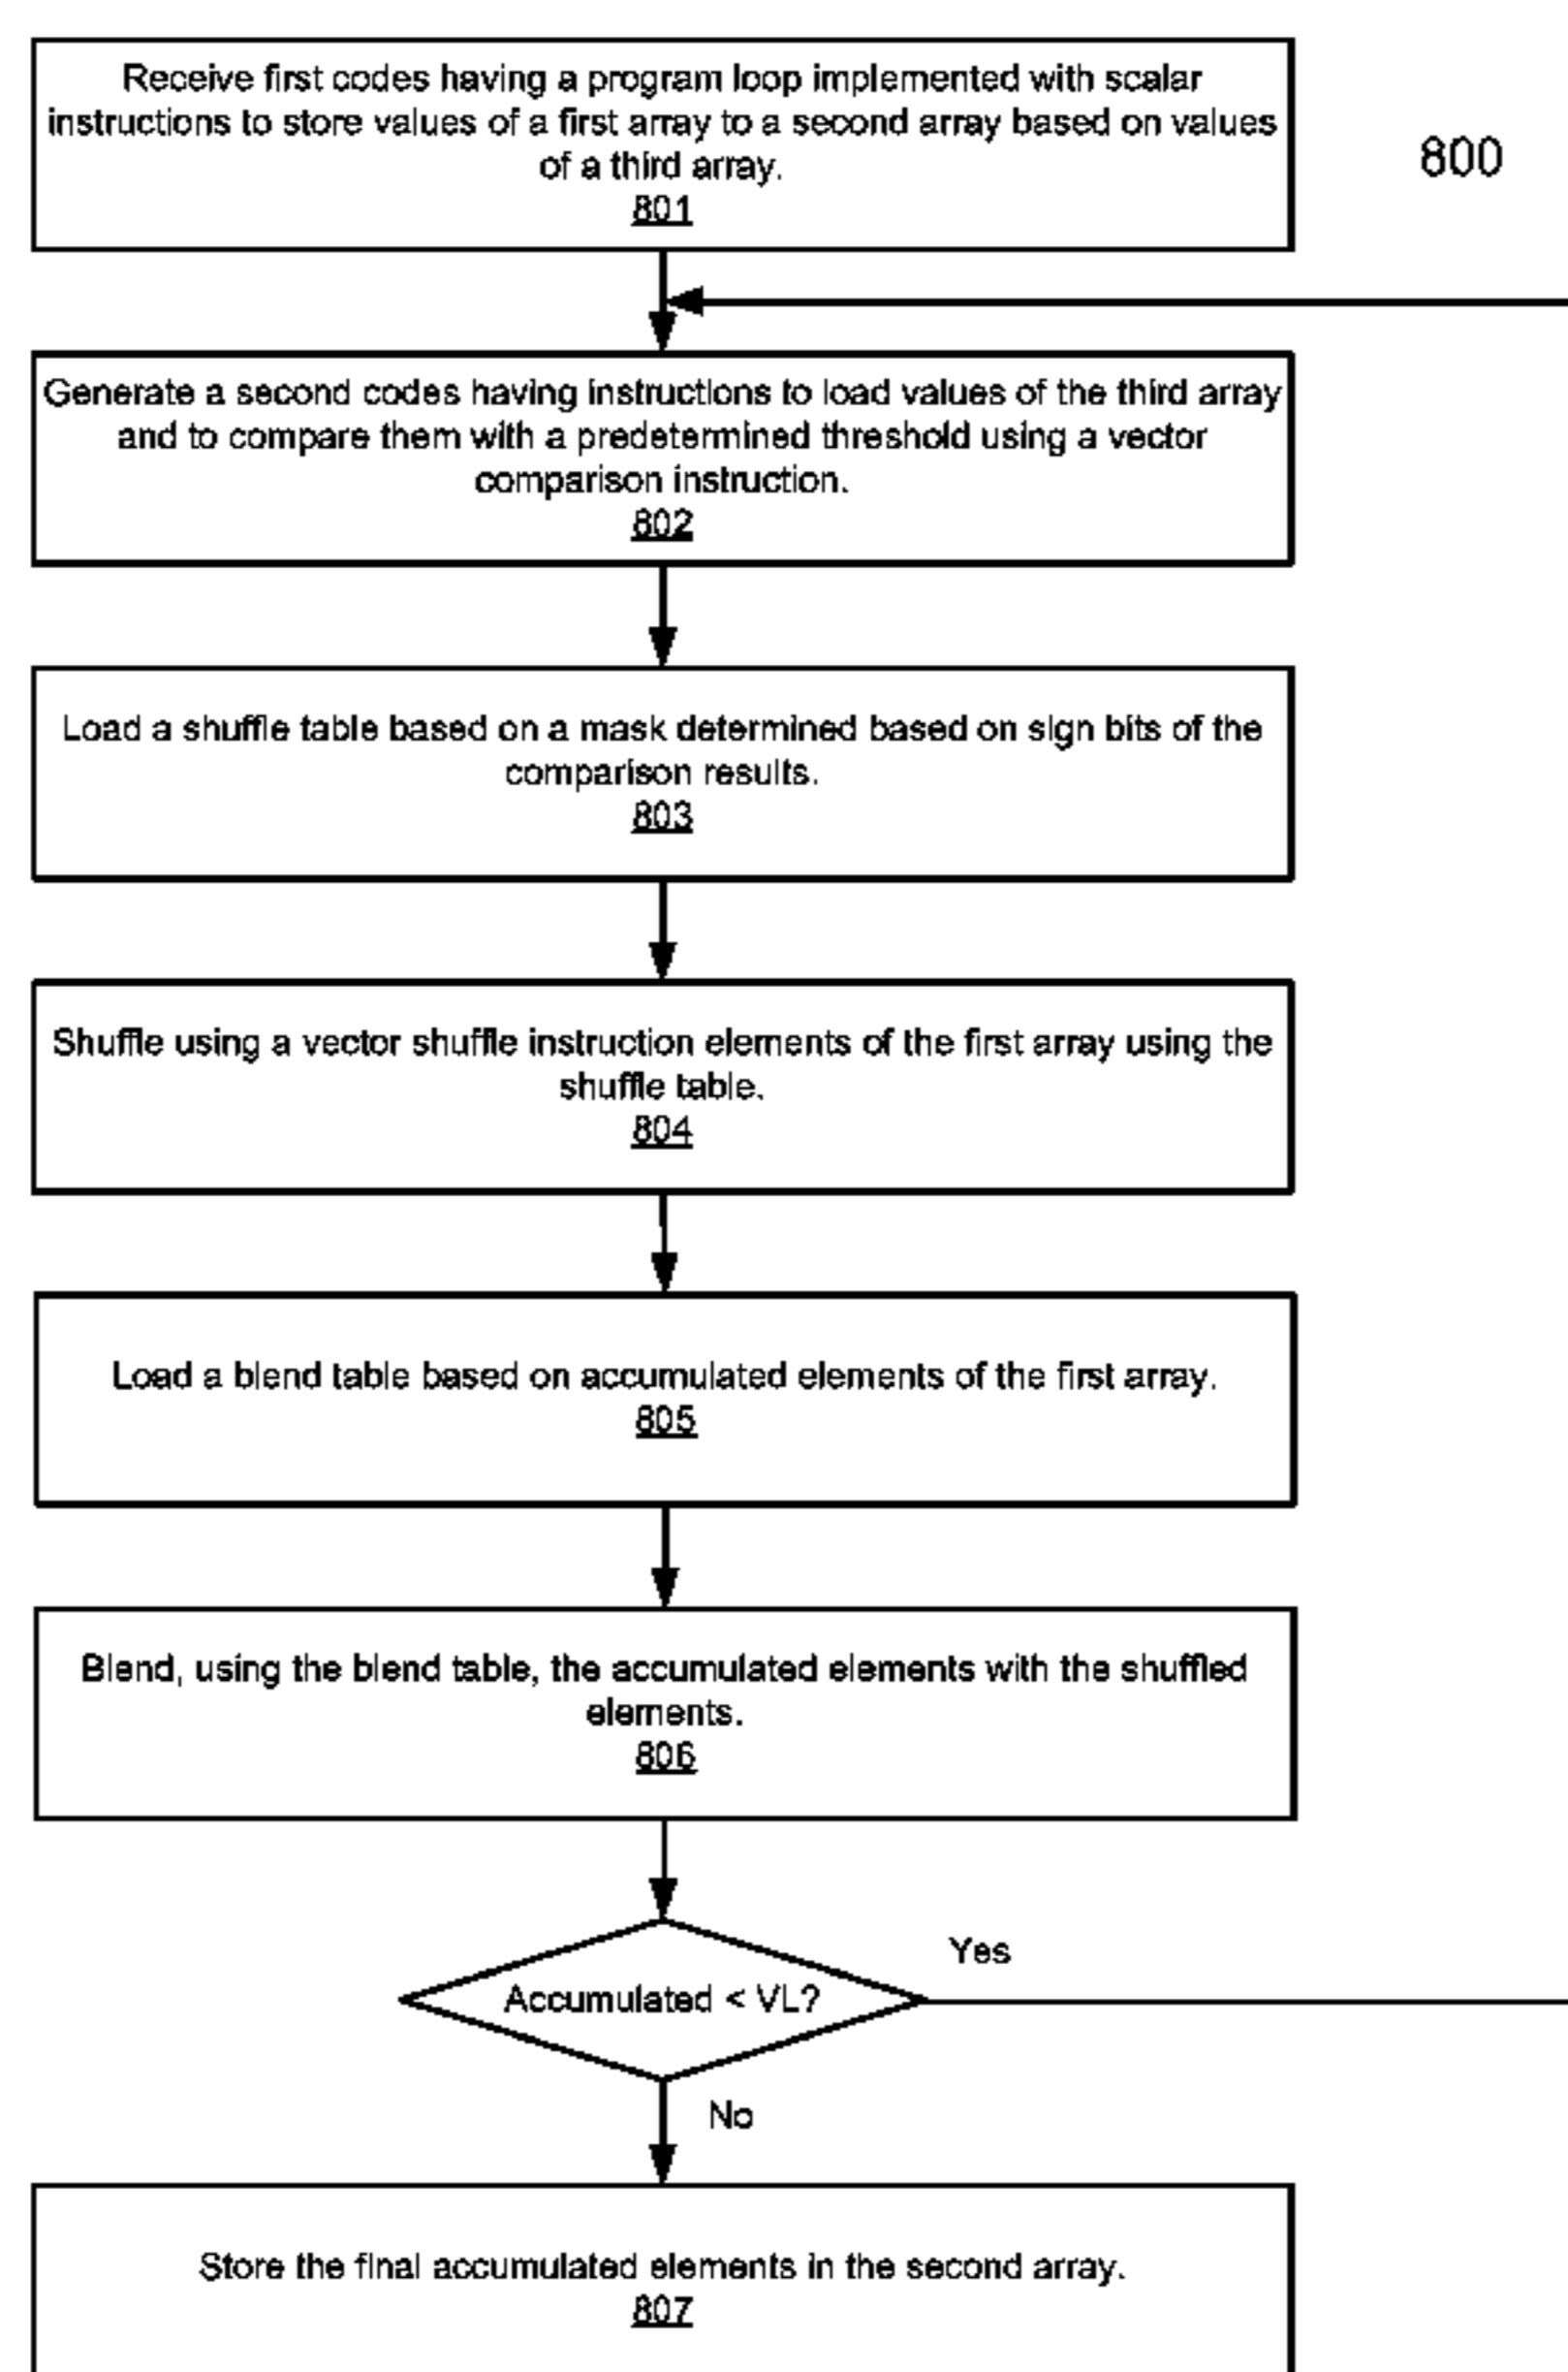 Receive first codes having a program loop implemented with scalar
instructions to store values of a first array to a second array based on values
of a third array.
801
800
Generate a second codes having instructions to load values of the third array
and to compare them with a predetermined threshold using a vector
comparison instruction.
802
Load a shuffle table based on a mask determined based on sign bits of the
comparison results.
803
Shuffle using a vector shuffle instruction elements of the first array using the
shuffle table.
804
Load a blend table based on accumulated elements of the first array.
805
Blend, using the blend table, the accumulated elements with the shuffled
elements.
806
Yes
Accumulated < VL?
No
Store the final accumulated elements in the second array.
807